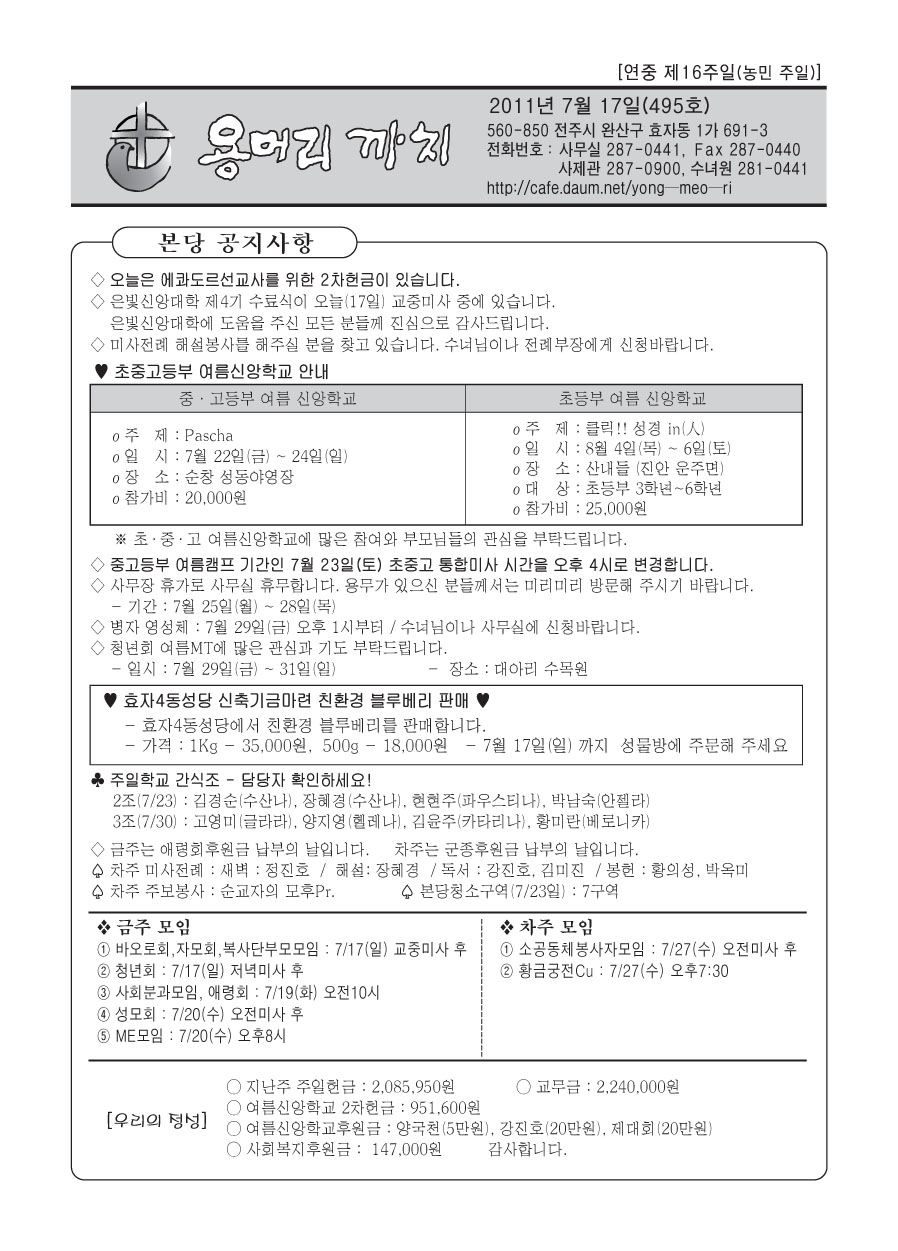 [연중 제16주일(농민 주일)]
용머리 까치
2011년 7월 17일(495호)
560-850 전주시 완산구 효자동 1가 691-3
전화번호 : 사무실 287-0441, Fax 287-0440
사제관 287-0900, 수녀원 281-0441
http://cafe.daum.net/yong─meo─ri
본당 공지사항
◇ 오늘은 에콰도르선교사를 위한 2차헌금이 있습니다.
◇ 은빛신앙대학 제4기 수료식이 오늘(17일) 교중미사 중에 있습니다.
은빛신앙대학에 도움을 주신 모든 분들께 진심으로 감사드립니다.
◇ 미사전례 해설봉사를 해주실 분을 찾고 있습니다. 수녀님이나 전례부장에게 신청바랍니다.
♥ 초중고등부 여름신앙학교 안내
중 · 고등부 여름 신앙학교
o 주 제 : Pascha
o 일 시 : 7월 22일(금) ~ 24일(일)
o 장 소 : 순창 성동야영장
o 참가비 : 20,000원
초등부 여름 신앙학교
o 주 제 : 클릭!! 성경 in(人)
o 일 시 : 8월 4일(목) ~ 6일(토)
o 장 소 : 산내들 (진안 운주면)
o 대 상 : 초등부 3학년~6학년
o 참가비 : 25,000원
※ 초·중·고 여름신앙학교에 많은 참여와 부모님들의 관심을 부탁드립니다.
◇ 중고등부 여름캠프 기간인 7월 23일(토) 초중고 통합미사 시간을 오후 4시로 변경합니다.
◇ 사무장 휴가로 사무실 휴무합니다. 용무가 있으신 분들께서는 미리미리 방문해 주시기 바랍니다.
- 기간 : 7월 25일(월) ~ 28일(목)
◇ 병자 영성체 : 7월 29일(금) 오후 1시부터 / 수녀님이나 사무실에 신청바랍니다.
◇ 청년회 여름MT에 많은 관심과 기도 부탁드립니다.
- 일시 : 7월 29일(금) ~ 31일(일) - 장소 : 대아리 수목원
♥ 효자4동성당 신축기금마련 친환경 블루베리 판매 ♥
- 효자4동성당에서 친환경 블루베리를 판매합니다.
- 가격 : 1Kg - 35,000원, 500g - 18,000원 - 7월 17일(일) 까지 성물방에 주문해 주세요
♣ 주일학교 간식조 - 담당자 확인하세요!
2조(7/23) : 김경순(수산나), 장혜경(수산나), 현현주(파우스티나), 박남숙(안젤라)
3조(7/30) : 고영미(글라라), 양지영(헬레나), 김윤주(카타리나), 황미란(베로니카)
◇ 금주는 애령회후원금 납부의 날입니다. 차주는 군종후원금 납부의 날입니다.
♤ 차주 미사전례 : 새벽 : 정진호 / 해설: 장혜경 / 독서 : 강진호, 김미진 / 봉헌 : 황의성, 박옥미
♤ 차주 주보봉사 : 순교자의 모후Pr. ♤ 본당청소구역(7/23일) : 7구역
❖ 금주 모임
① 바오로회,자모회,복사단부모모임 : 7/17(일) 교중미사 후
② 청년회 : 7/17(일) 저녁미사 후
③ 사회분과모임, 애령회 : 7/19(화) 오전10시
④ 성모회 : 7/20(수) 오전미사 후
⑤ ME모임 : 7/20(수) 오후8시
❖ 차주 모임
① 소공동체봉사자모임 : 7/27(수) 오전미사 후
② 황금궁전Cu : 7/27(수) 오후7:30
[우리의 정성]
○ 지난주 주일헌금 : 2,085,950원 ○ 교무금 : 2,240,000원
○ 여름신앙학교 2차헌금 : 951,600원
○ 여름신앙학교후원금 : 양국천(5만원), 강진호(20만원), 제대회(20만원)
○ 사회복지후원금 : 147,000원 감사합니다.